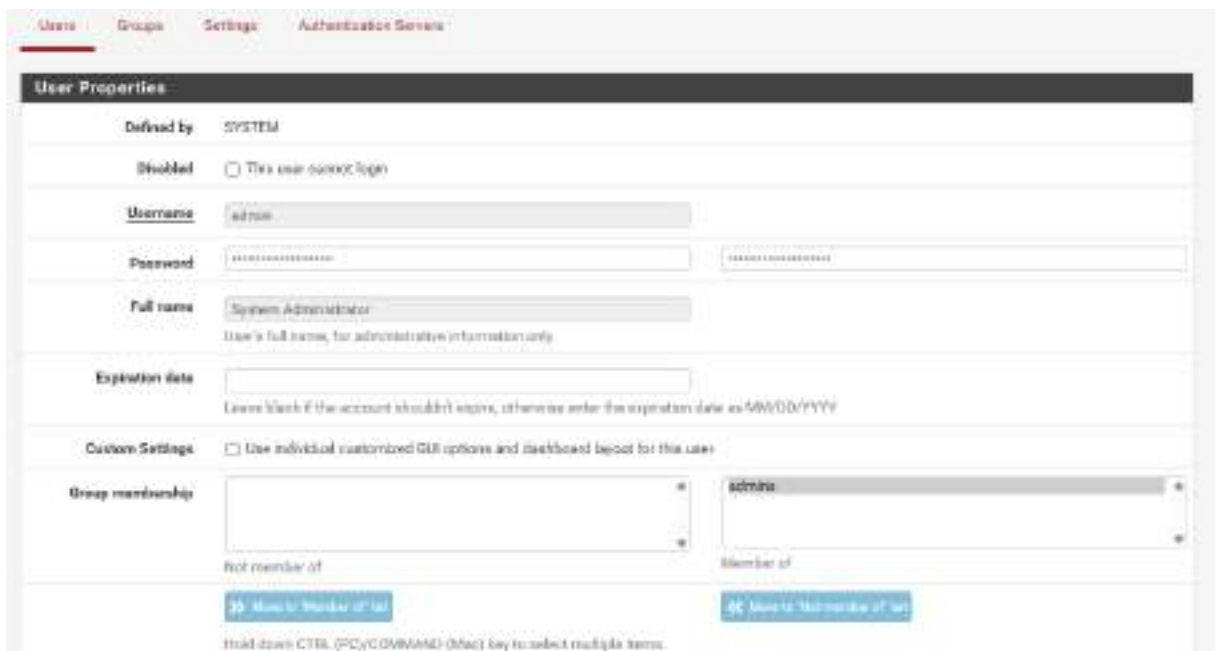 Users Groups Settings Authentication Servers
User Properties
Defined by SYSTEM
Disabled This user cannot login
Username admin
Password
Full name System Administrator
User's full name, for administrative information only
Expiration date
Leave blank if the account shouldn't expire, otherwise enter the expiration date as MM/DD/YYYY
Custom Settings Use individual customized GUI options and dashboard layout for this user
Group membership admins
Not member of Member of
Move to 'Member of' list Move to 'Not member of' list
Hold down CTRL (PC)/COMMAND (Mac) key to select multiple items.